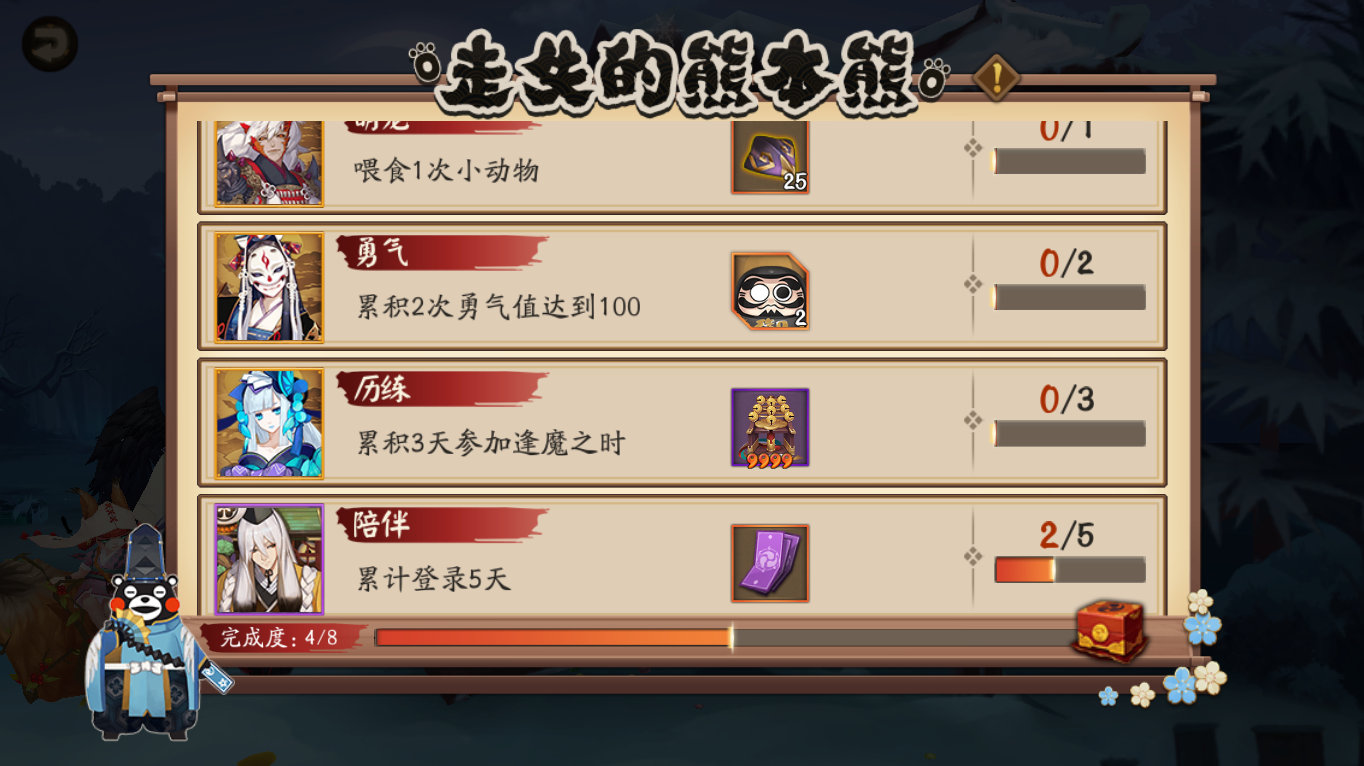 走失的熊本熊
萌宠
喂食1次小动物
25
0/1
勇气
累积2次勇气值达到100
2
0/2
历练
累积3天参加逢魔之时
9999
0/3
陪伴
累计登录5天
2/5
完成度: 4/8